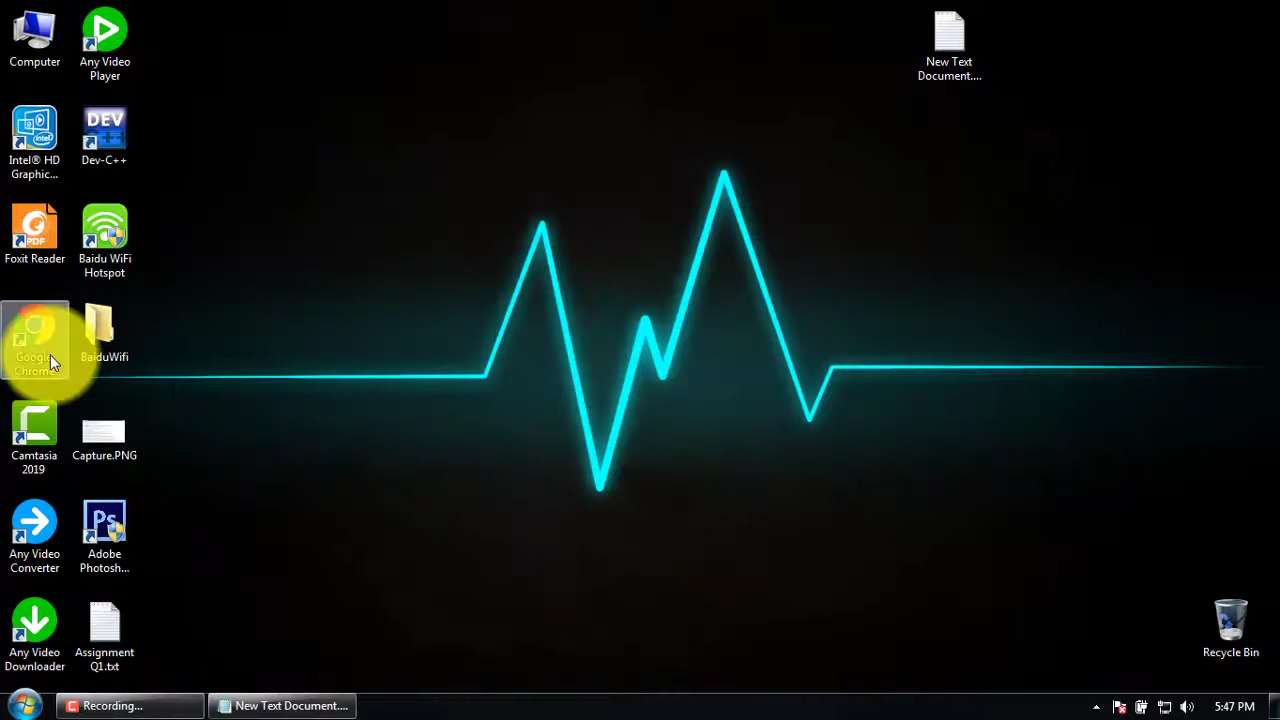 Computer
Any Video
Player
New Text
Document....
intel
Intel® HD
Graphic...
DEV
C++
Dev-C++
PDF
Foxit Reader
Baidu WiFi
Hotspot
Google
Chrome
BaiduWifi
Camtasia
2019
Capture.PNG
Any Video
Converter
Ps
Adobe
Photosh...
Any Video
Downloader
Assignment
Q1.txt
Recycle Bin
Recording...
New Text Document....
5:47 PM